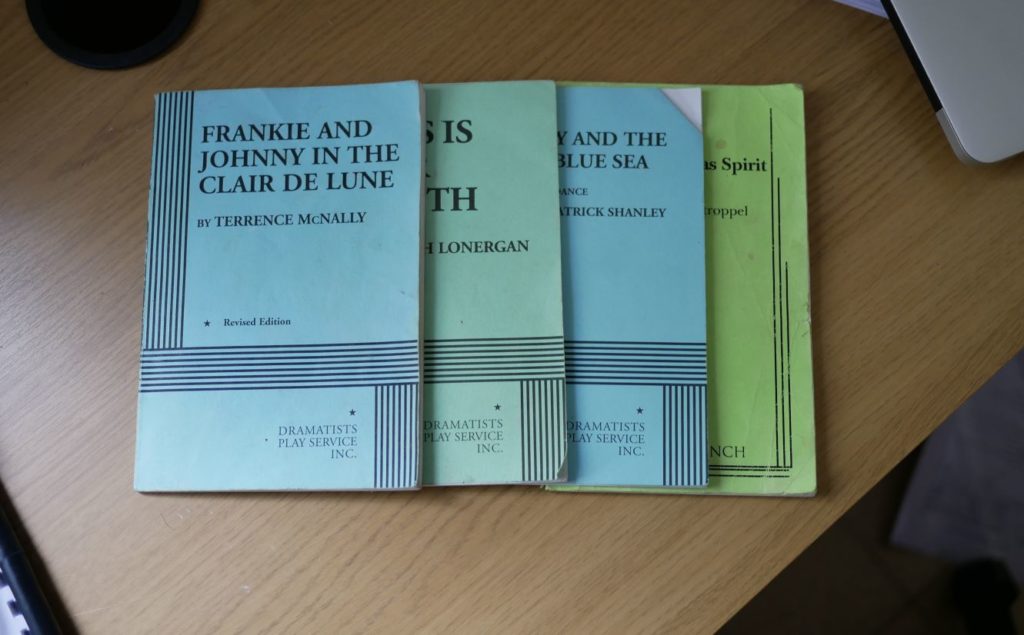 FRANKIE AND
JOHNNY IN THE
CLAIR DE LUNE
BY TERRENCE McNALLY
★ Revised Edition
★
DRAMATISTS
PLAY SERVICE
INC.
S IS
TH
H LONERGAN
★
DRAMATISTS
PLAY SERVICE
INC.
Y AND THE
BLUE SEA
DANCE
ATRICK SHANLEY
★
DRAMATISTS
PLAY SERVICE
INC.
as Spirit
roppel
NCH